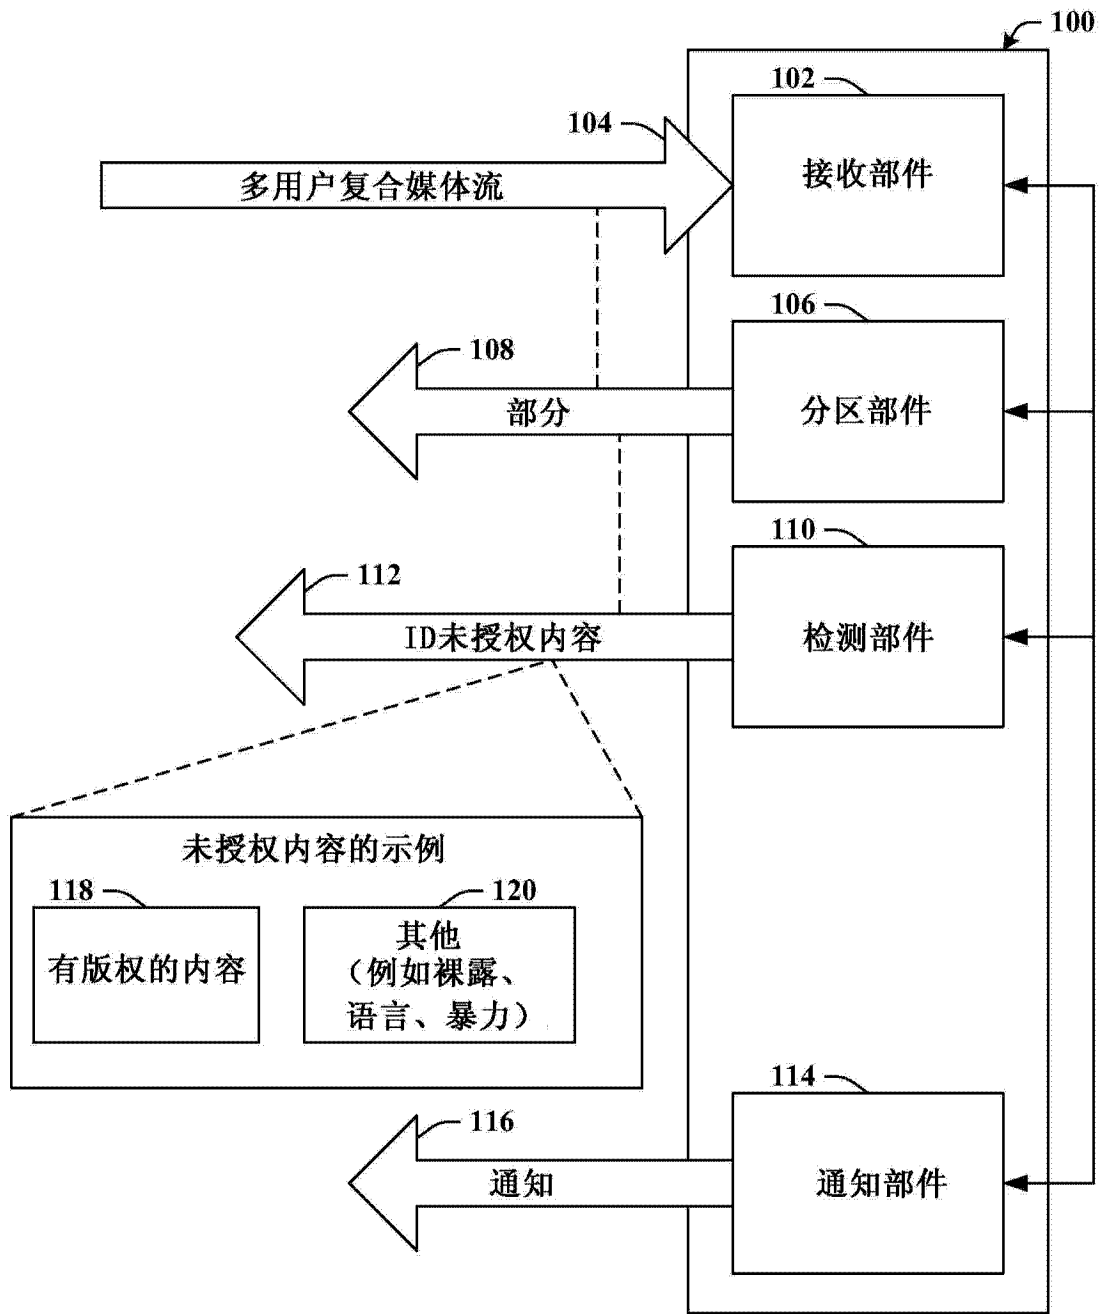 100
102
104
多用户复合媒体流
接收部件
106
108
部分
分区部件
110
112
ID未授权内容
检测部件
未授权内容的示例
118
有版权的内容
120
其他
（例如裸露、
语言、暴力）
114
116
通知
通知部件